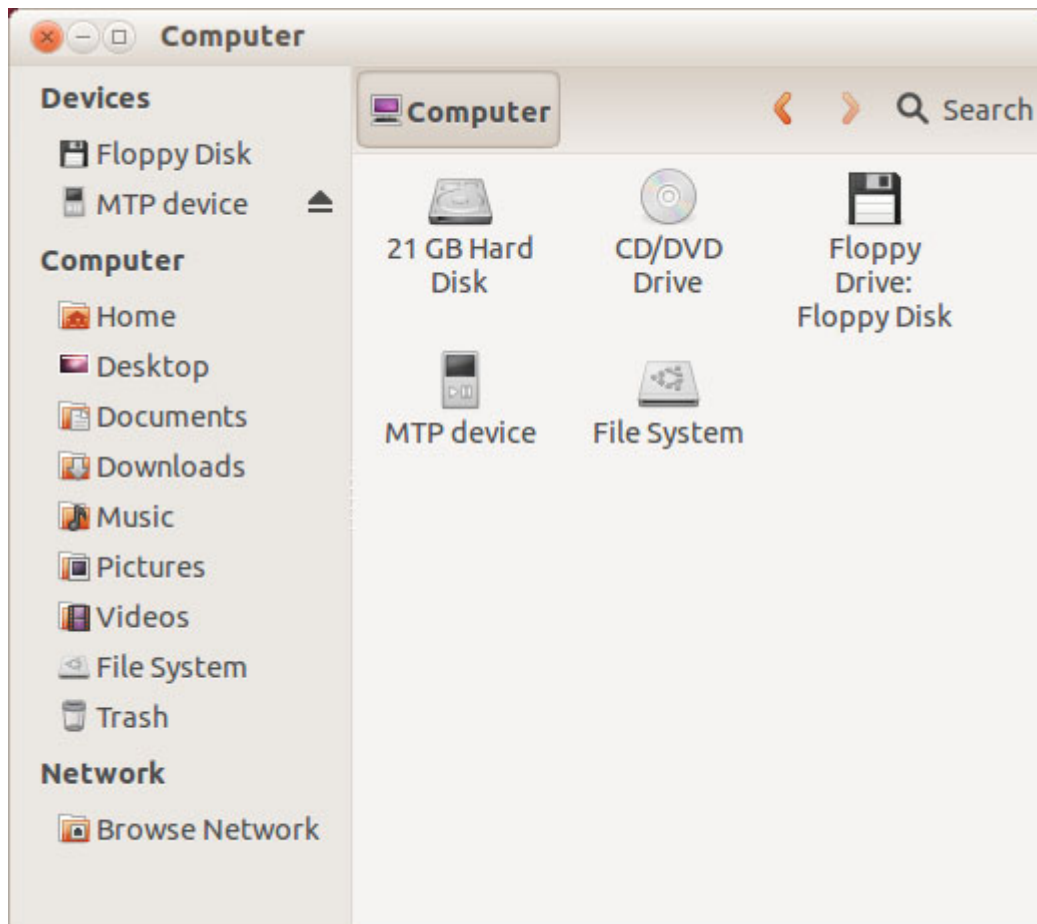 Computer
Devices
Floppy Disk
MTP device
Computer
Home
Desktop
Documents
Downloads
Music
Pictures
Videos
File System
Trash
Network
Browse Network
Computer
Search
21 GB Hard
Disk
CD/DVD
Drive
Floppy
Drive:
Floppy Disk
MTP device
File System